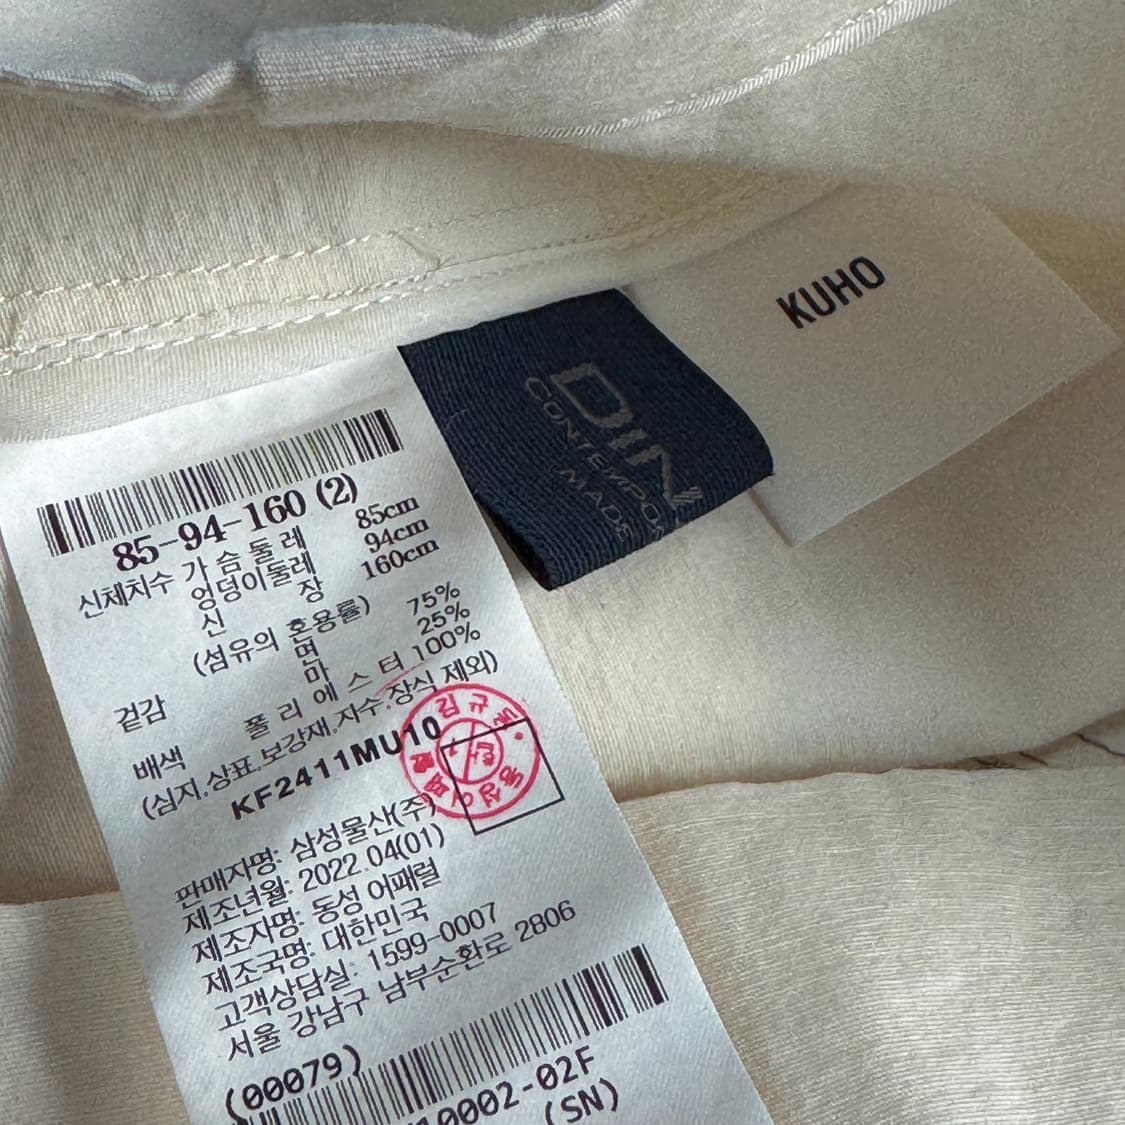 KUHO
DIN
CONTEMPO
MADE
85-94-160 (2)
신체치수 가슴둘레 85cm
엉덩이둘레 94cm
신 장 160cm
(섬유의 혼용률)
겉감 면 75%
마 25%
배색 폴리에스터 100%
(심지,상표,보강재,자수,장식 제외)
KF2411MU10
판매자명: 삼성물산(주)
제조년월: 2022.04(01)
제조자명: 동성 어패럴
제조국명: 대한민국
고객상담실: 1599-0007
서울 강남구 남부순환로 2806
(00079)
10002-02F
(SN)